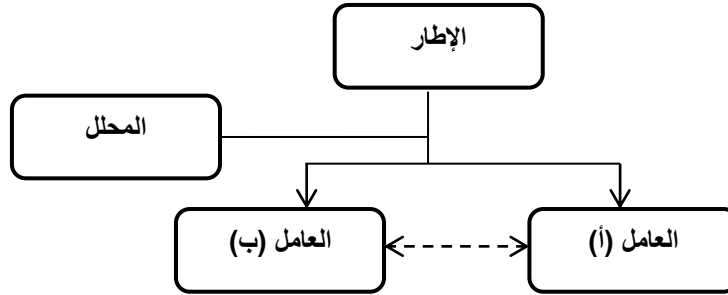 الإطار
المحلل
العامل (أ)
العامل (ب)